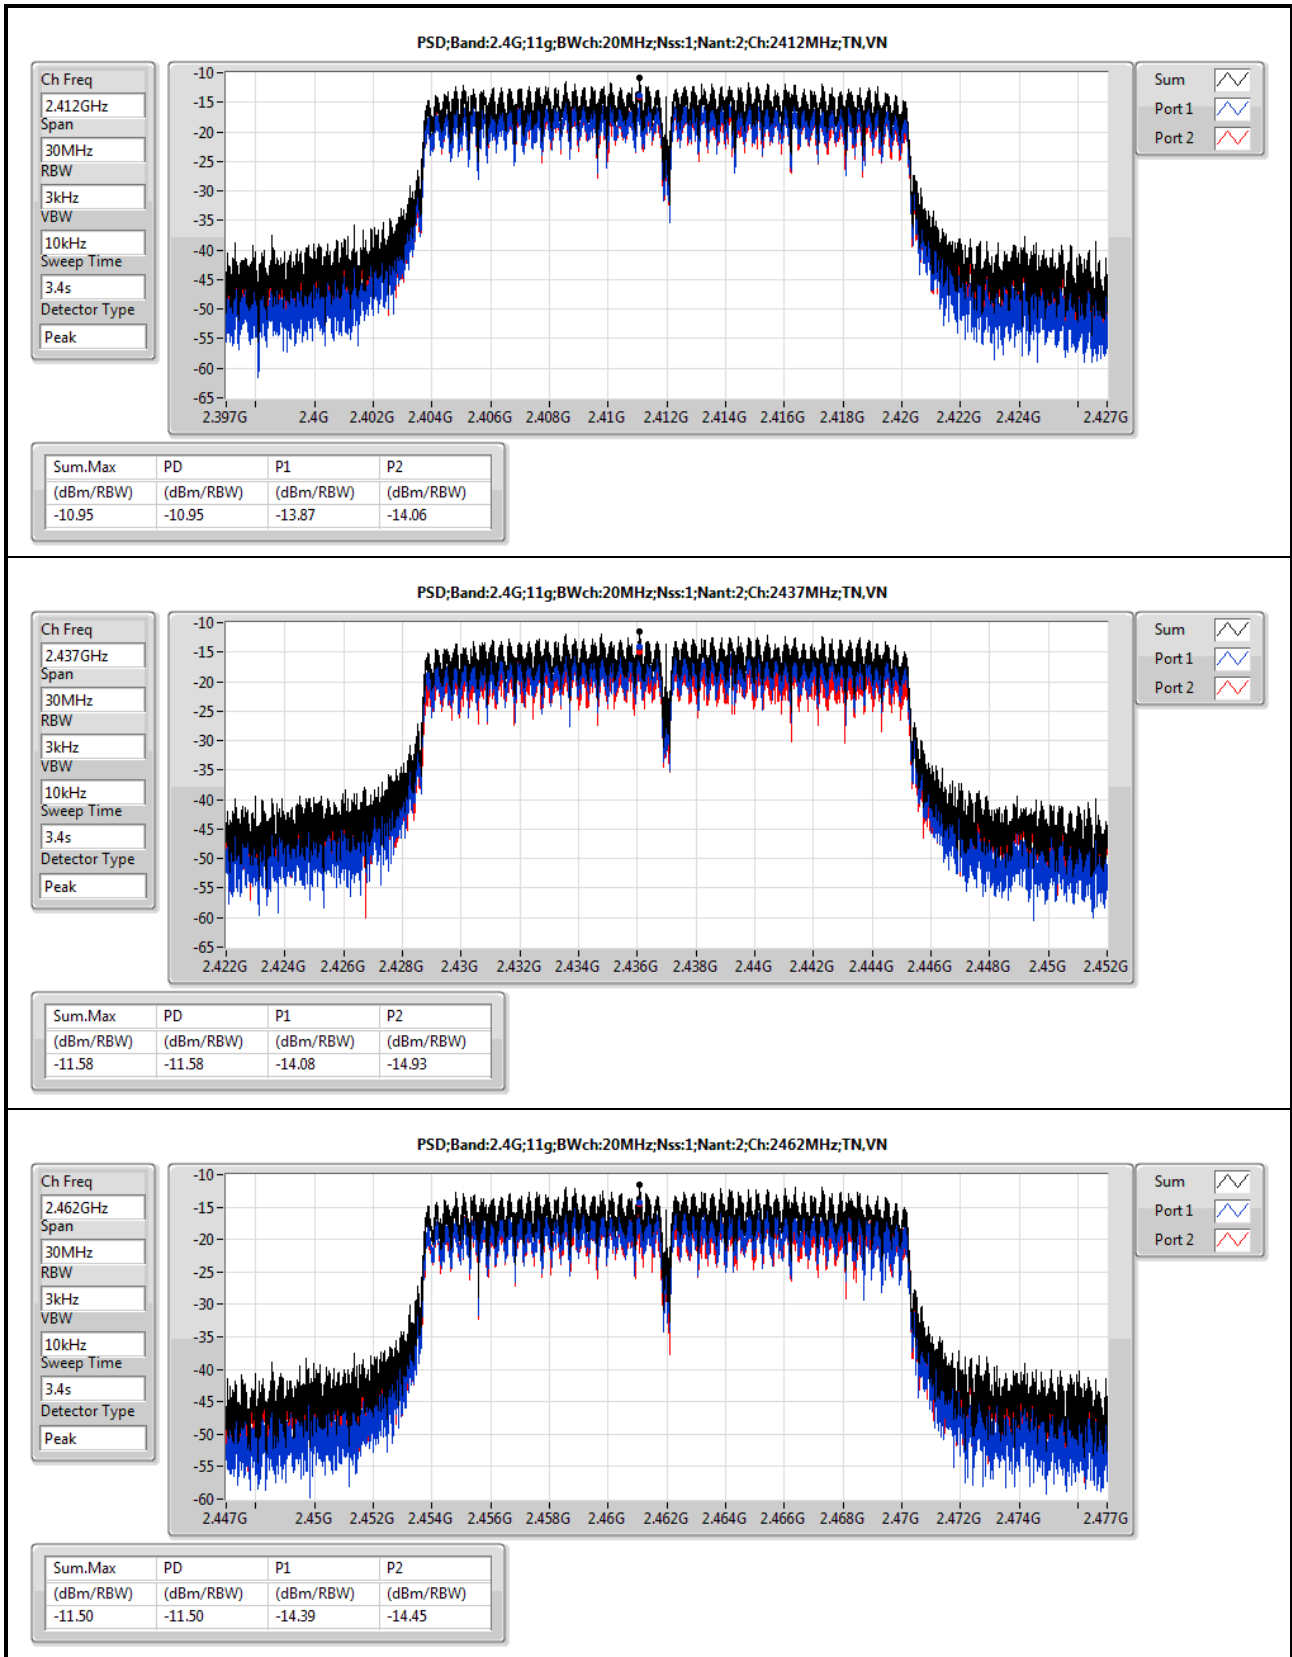 PSD;Band:2.4G;11g;BWch:20MHz;Nss:1;Nant:2;Ch:2412MHz;TN,VN
Ch Freq
2.412GHz
Span
30MHz
RBW
3kHz
VBW
10kHz
Sweep Time
3.4s
Detector Type
Peak
-10
-15
-20
-25
-30
-35
-40
-45
-50
-55
-60
-65
2.397G 2.4G 2.402G 2.404G 2.406G 2.408G 2.41G 2.412G 2.414G 2.416G 2.418G 2.42G 2.422G 2.424G 2.427G
Sum
Port 1
Port 2
Sum.Max PD P1 P2
(dBm/RBW) (dBm/RBW) (dBm/RBW) (dBm/RBW)
-10.95 -10.95 -13.87 -14.06
PSD;Band:2.4G;11g;BWch:20MHz;Nss:1;Nant:2;Ch:2437MHz;TN,VN
Ch Freq
2.437GHz
Span
30MHz
RBW
3kHz
VBW
10kHz
Sweep Time
3.4s
Detector Type
Peak
-10
-15
-20
-25
-30
-35
-40
-45
-50
-55
-60
-65
2.422G 2.424G 2.426G 2.428G 2.43G 2.432G 2.434G 2.436G 2.438G 2.44G 2.442G 2.444G 2.446G 2.448G 2.45G 2.452G
Sum
Port 1
Port 2
Sum.Max PD P1 P2
(dBm/RBW) (dBm/RBW) (dBm/RBW) (dBm/RBW)
-11.58 -11.58 -14.08 -14.93
PSD;Band:2.4G;11g;BWch:20MHz;Nss:1;Nant:2;Ch:2462MHz;TN,VN
Ch Freq
2.462GHz
Span
30MHz
RBW
3kHz
VBW
10kHz
Sweep Time
3.4s
Detector Type
Peak
-10
-15
-20
-25
-30
-35
-40
-45
-50
-55
-60
2.447G 2.45G 2.452G 2.454G 2.456G 2.458G 2.46G 2.462G 2.464G 2.466G 2.468G 2.47G 2.472G 2.474G 2.477G
Sum
Port 1
Port 2
Sum.Max PD P1 P2
(dBm/RBW) (dBm/RBW) (dBm/RBW) (dBm/RBW)
-11.50 -11.50 -14.39 -14.45